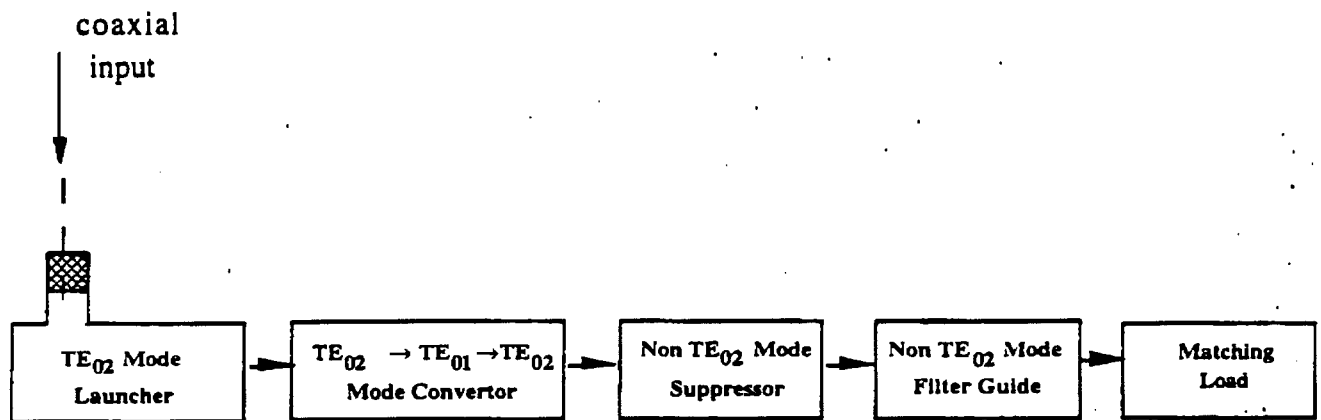 coaxial
input
TE₀₂ Mode
Launcher
TE₀₂ → TE₀₁ → TE₀₂
Mode Convertor
Non TE₀₂ Mode
Suppressor
Non TE₀₂ Mode
Filter Guide
Matching
Load